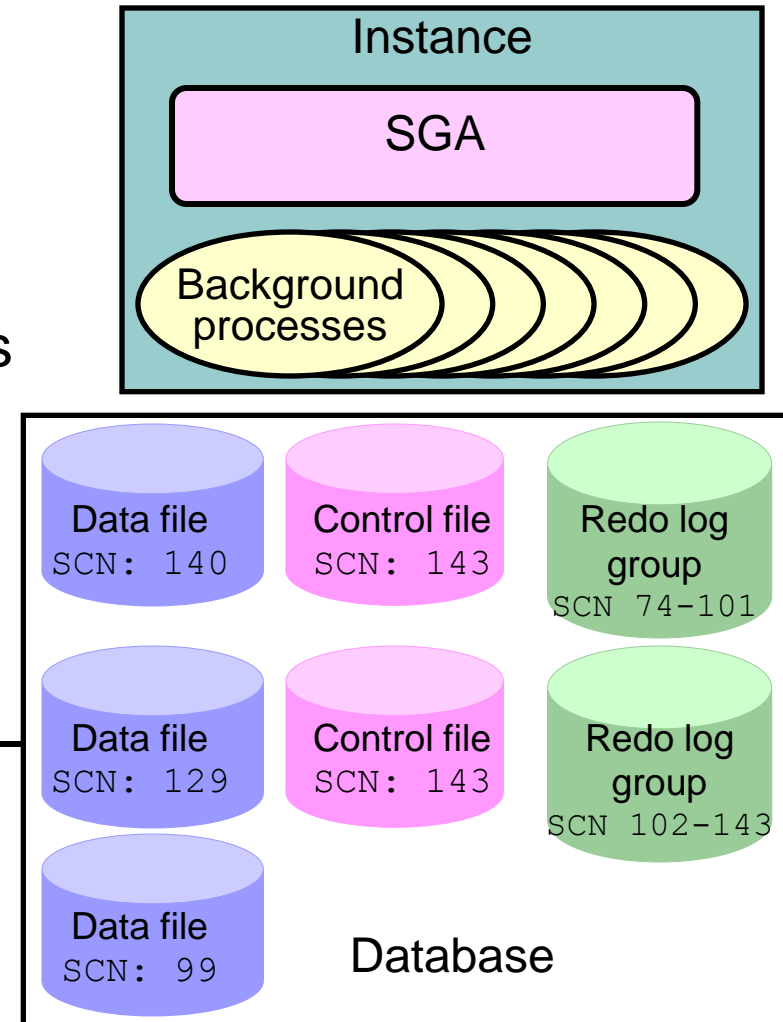 Instance
SGA
Background
processes
s
Data file
SCN: 140
Control file
SCN: 143
Redo log
group
SCN 74-101
Data file
SCN: 129
Control file
SCN: 143
Redo log
group
SCN 102-143
Data file
SCN: 99
Database